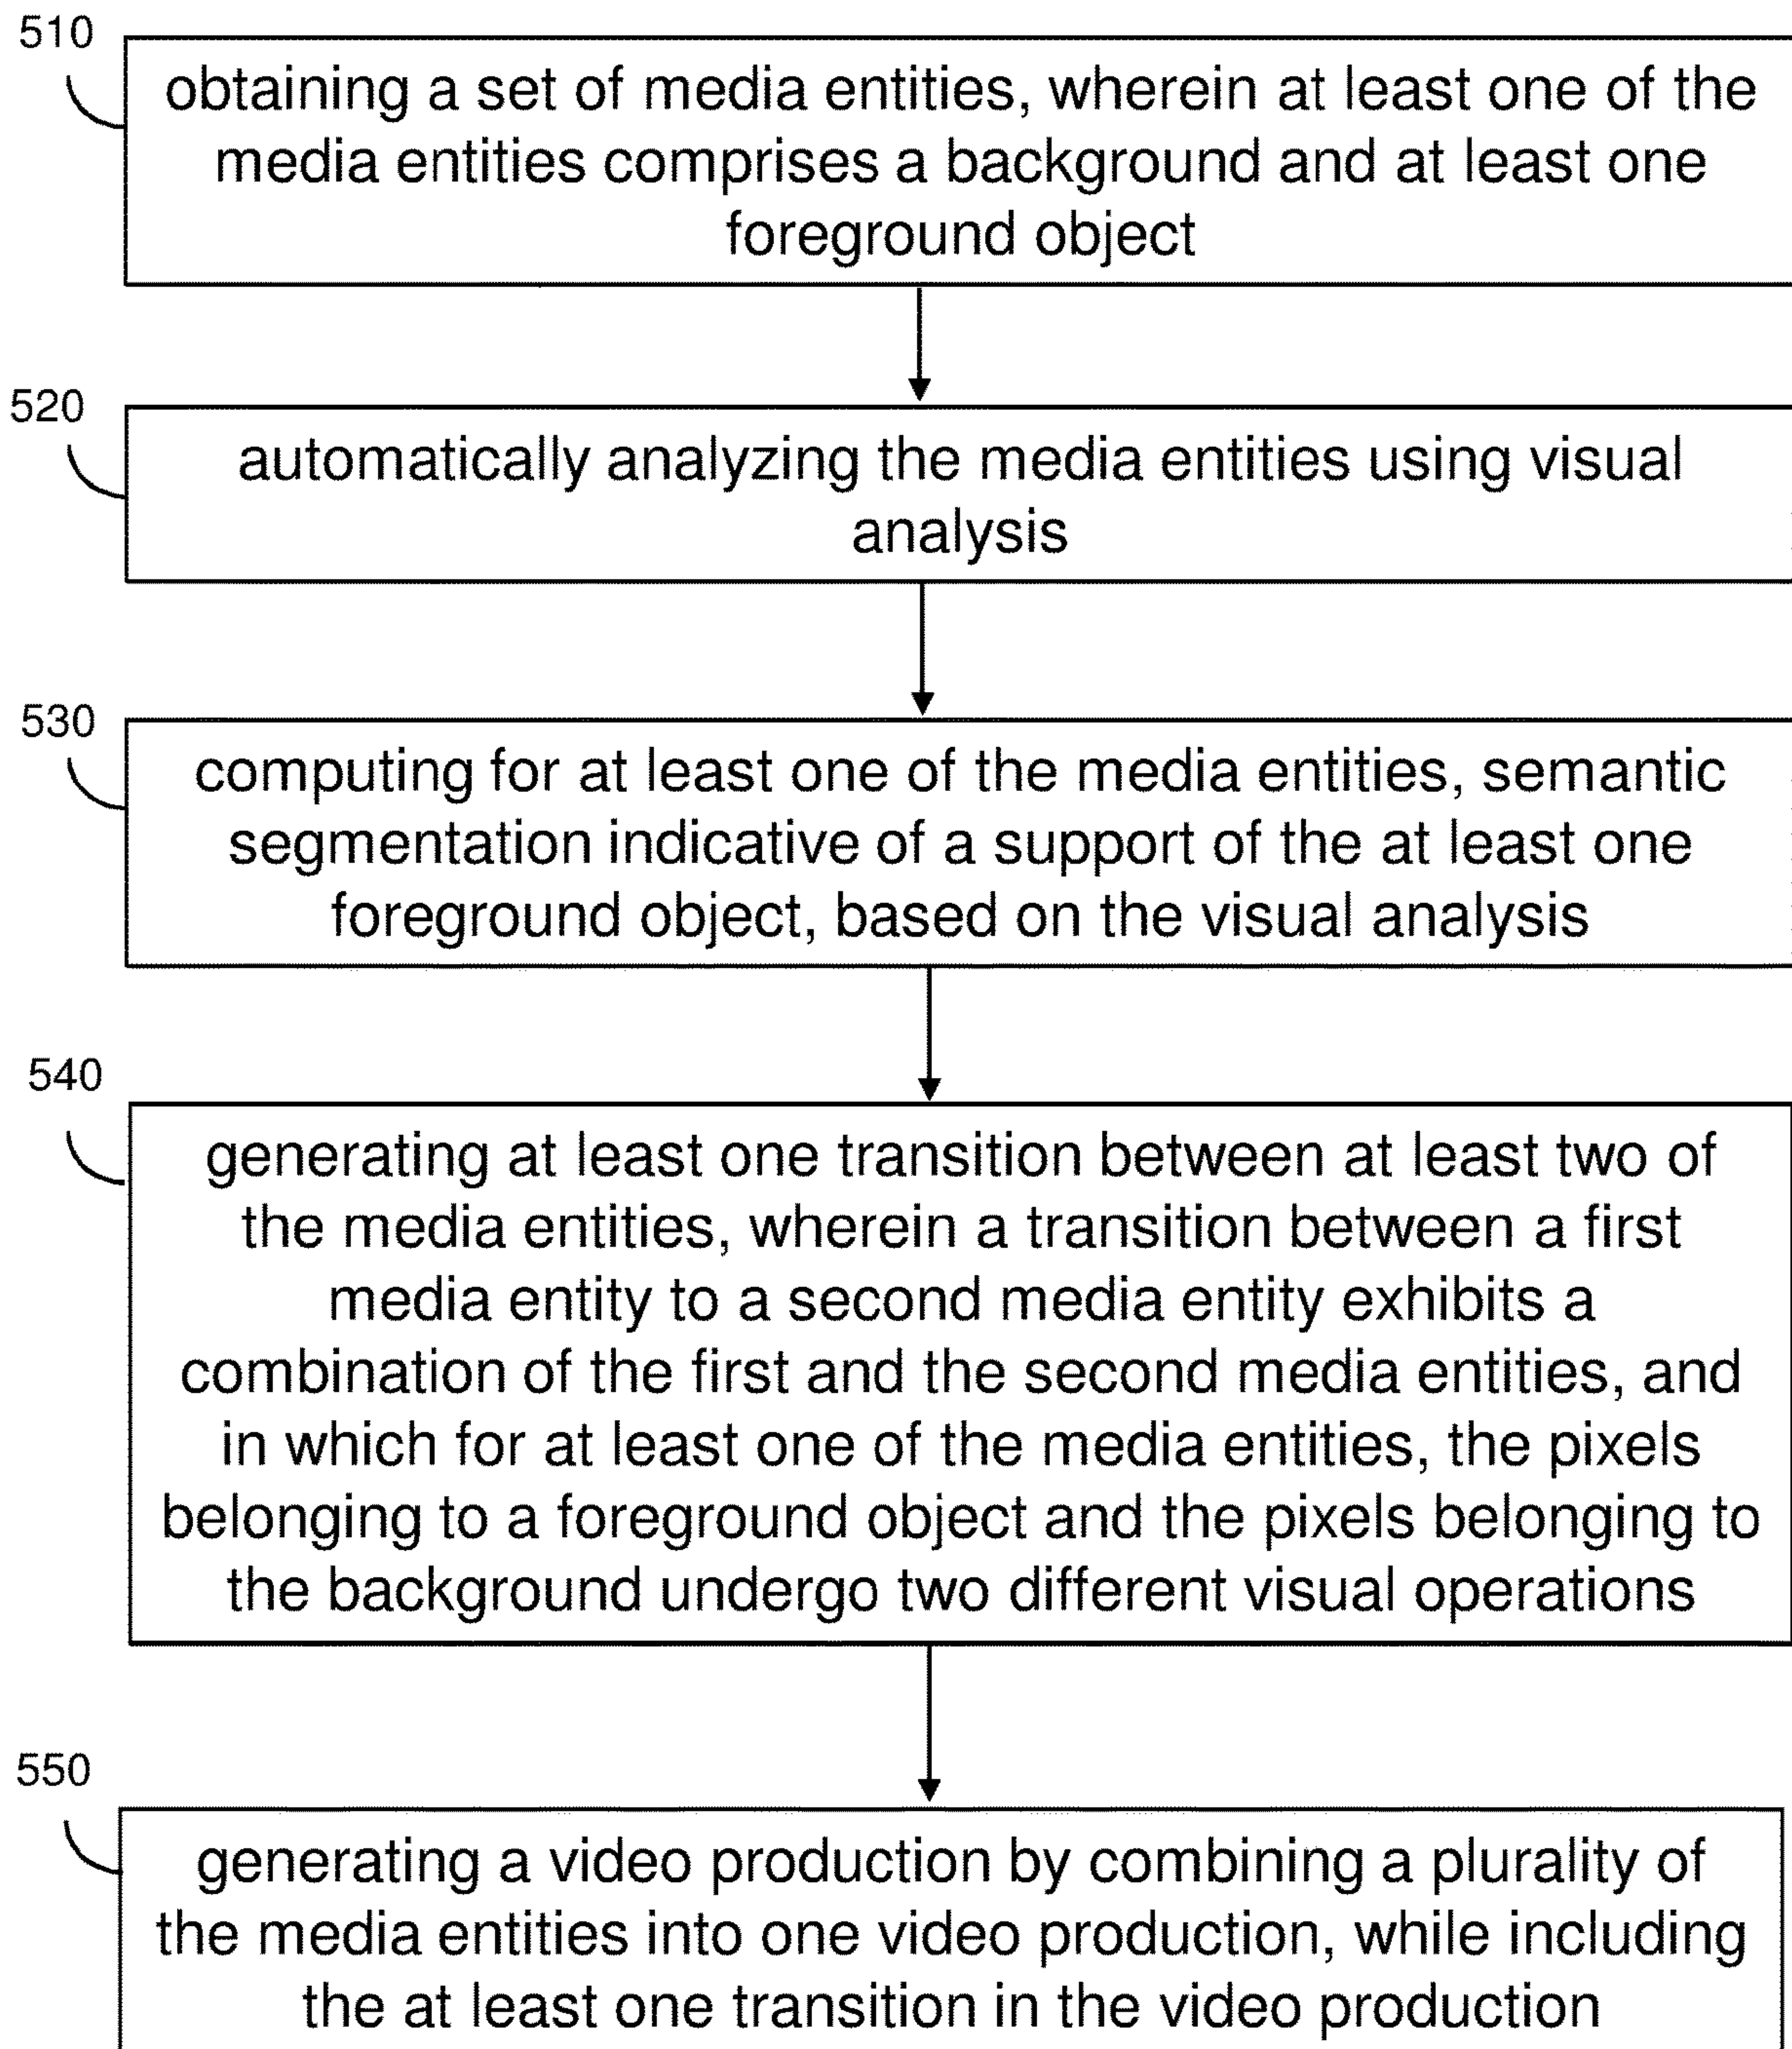 510
obtaining a set of media entities, wherein at least one of the
media entities comprises a background and at least one
foreground object
520
automatically analyzing the media entities using visual
analysis
530
computing for at least one of the media entities, semantic
segmentation indicative of a support of the at least one
foreground object, based on the visual analysis
540
generating at least one transition between at least two of
the media entities, wherein a transition between a first
media entity to a second media entity exhibits a
combination of the first and the second media entities, and
in which for at least one of the media entities, the pixels
belonging to a foreground object and the pixels belonging to
the background undergo two different visual operations
550
generating a video production by combining a plurality of
the media entities into one video production, while including
the at least one transition in the video production